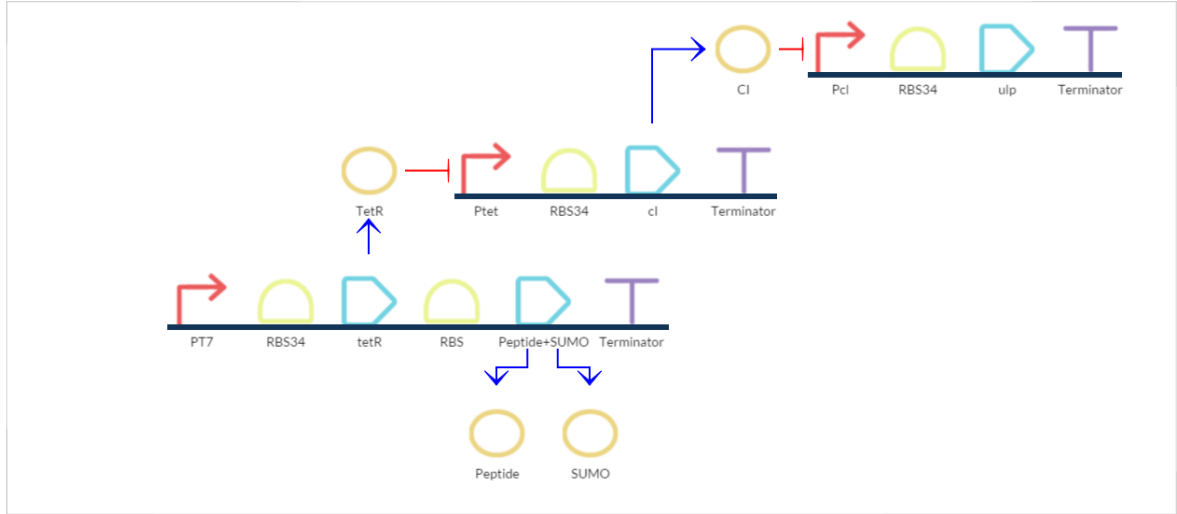 CI
PcI RBS34 ulp Terminator
TetR
Ptet RBS34 cI Terminator
PT7 RBS34 tetR RBS Peptide+SUMO Terminator
Peptide SUMO